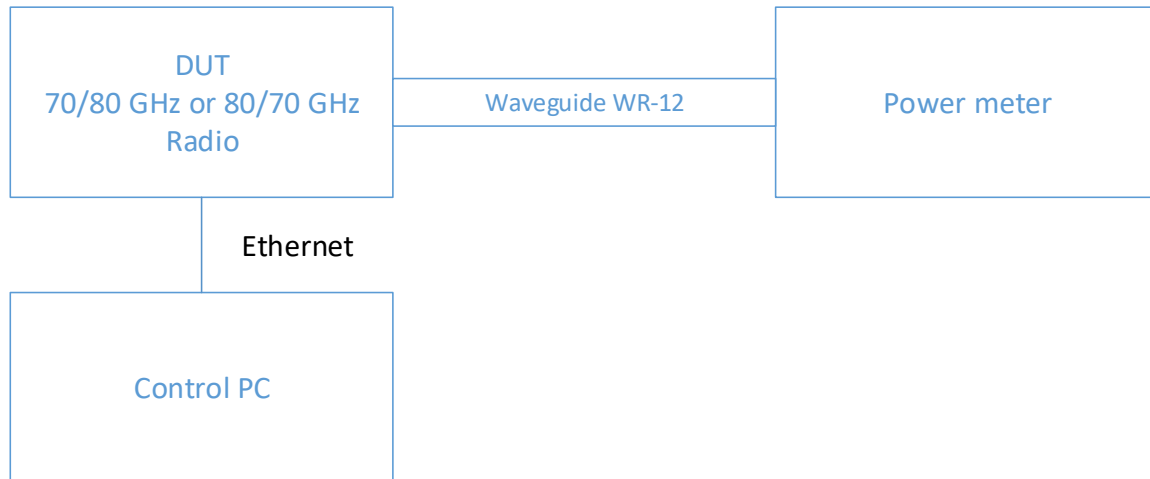 DUT
70/80 GHz or 80/70 GHz
Radio
Waveguide WR-12
Power meter
Ethernet
Control PC